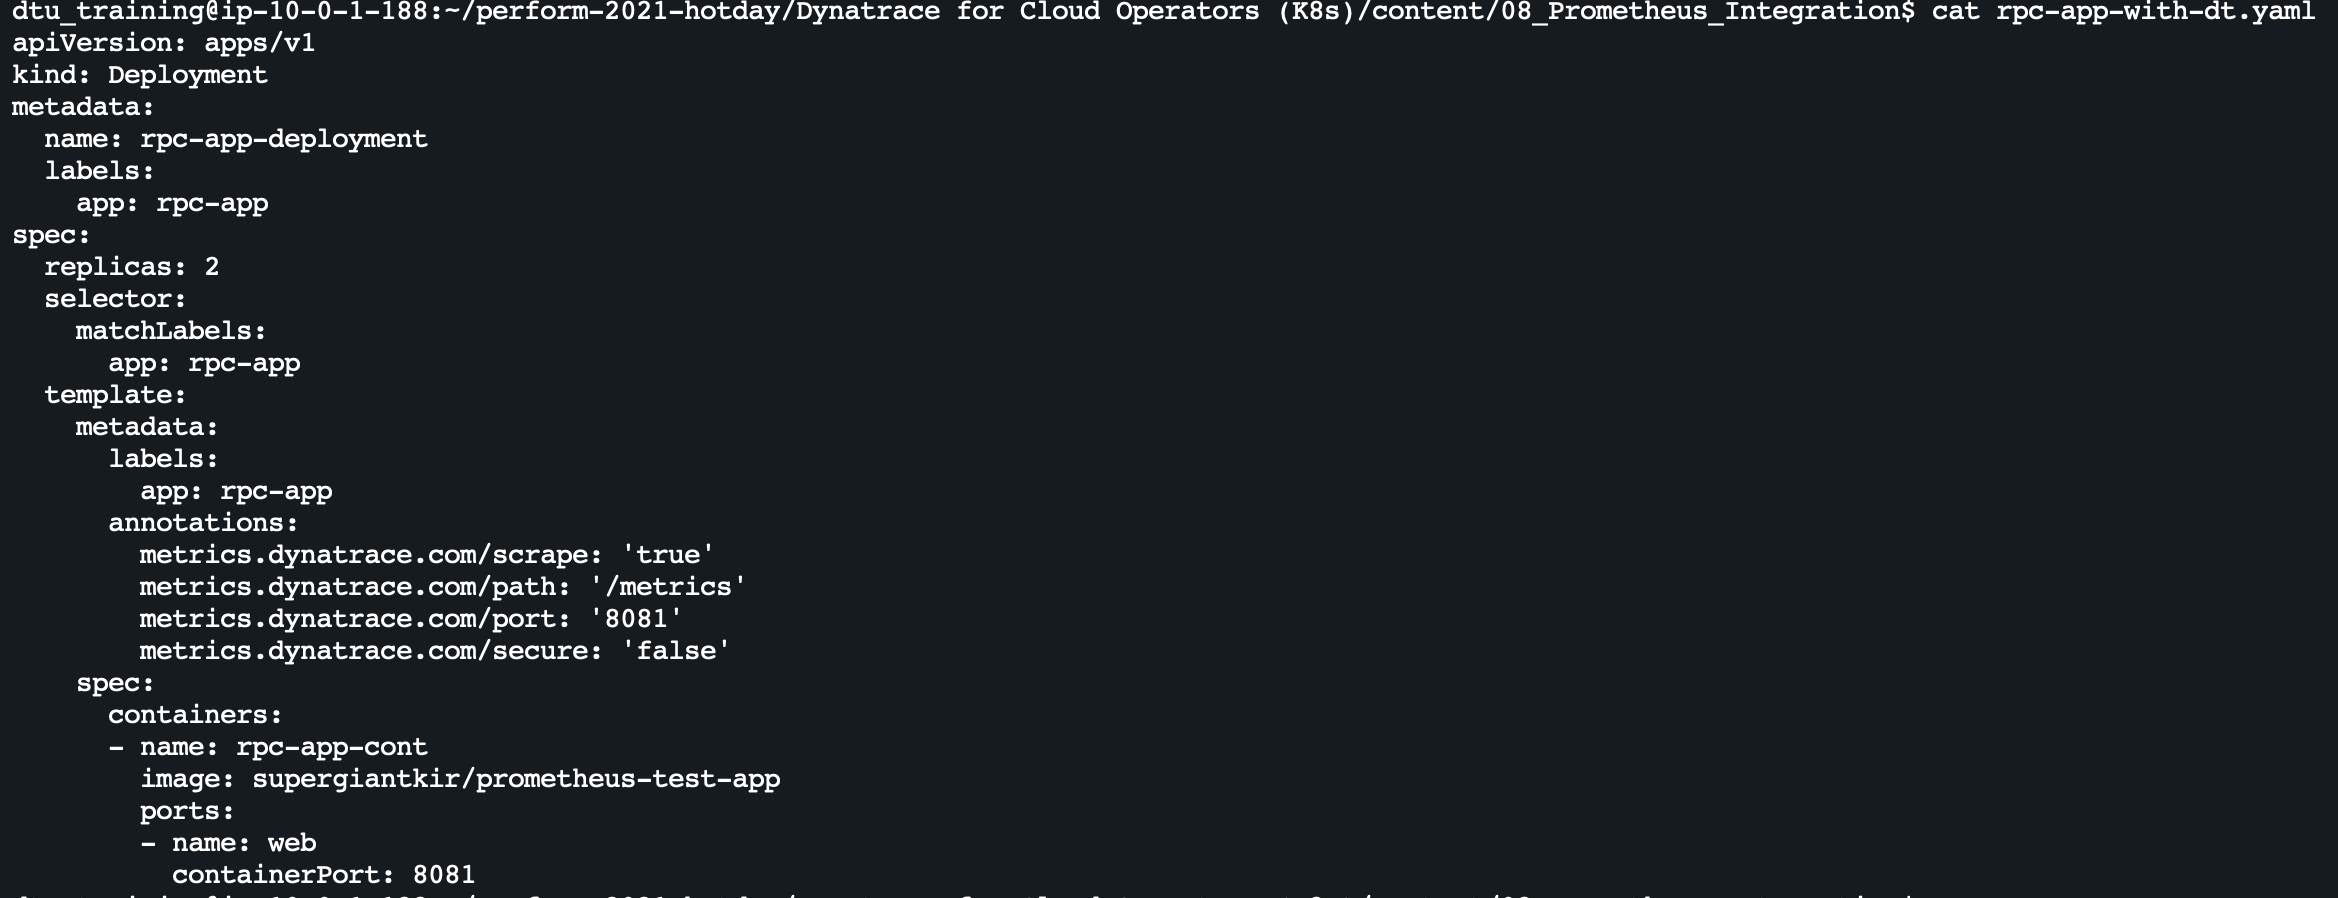 dtu_training@ip-10-0-1-188:~/perform-2021-hotday/Dynatrace for Cloud Operators (K8s)/content/08_Prometheus_Integration$ cat rpc-app-with-dt.yaml
apiVersion: apps/v1
kind: Deployment
metadata:
  name: rpc-app-deployment
  labels:
    app: rpc-app
spec:
  replicas: 2
  selector:
    matchLabels:
      app: rpc-app
  template:
    metadata:
      labels:
        app: rpc-app
      annotations:
        metrics.dynatrace.com/scrape: 'true'
        metrics.dynatrace.com/path: '/metrics'
        metrics.dynatrace.com/port: '8081'
        metrics.dynatrace.com/secure: 'false'
    spec:
      containers:
      - name: rpc-app-cont
        image: supergiantkir/prometheus-test-app
        ports:
        - name: web
          containerPort: 8081